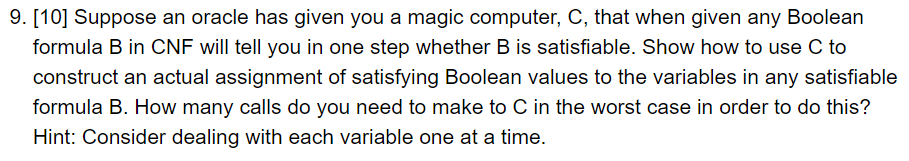 9. [10] Suppose an oracle has given you a magic computer, C, that when given any Boolean
formula B in CNF will tell you in one step whether B is satisfiable. Show how to use C to
construct an actual assignment of satisfying Boolean values to the variables in any satisfiable
formula B. How many calls do you need to make to C in the worst case in order to do this?
Hint: Consider dealing with each variable one at a time.